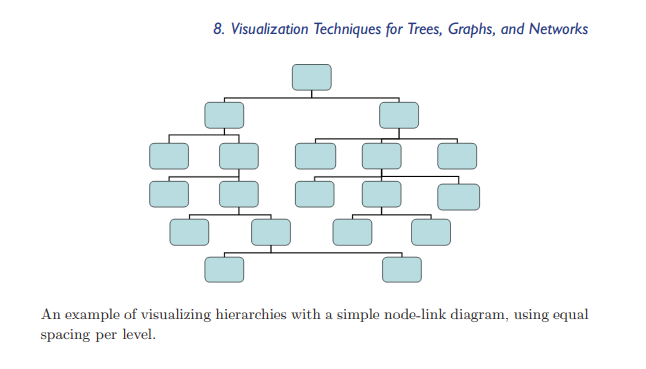 8. Visualization Techniques for Trees, Graphs, and Networks
An example of visualizing hierarchies with a simple node-link diagram, using equal
spacing per level.